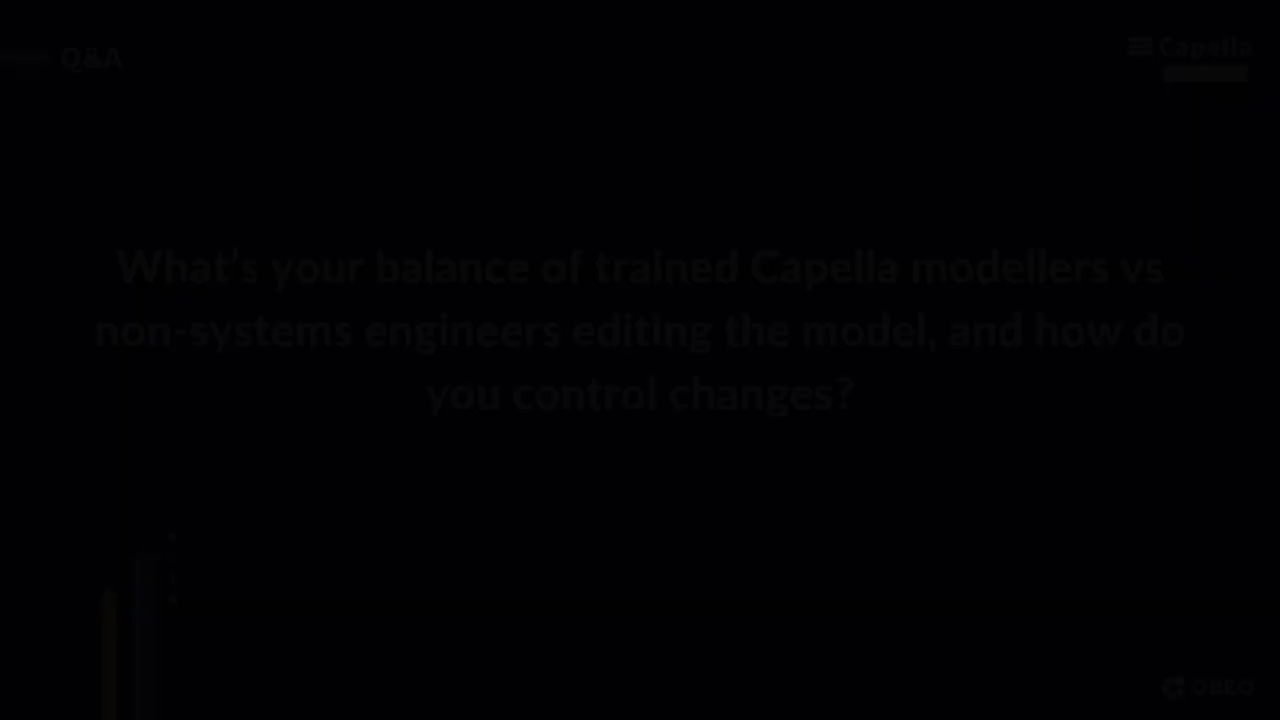 Q&A
Capella
What's your balance of trained Capella modellers vs
non-systems engineers editing the model, and how do
you control changes?
OBEO